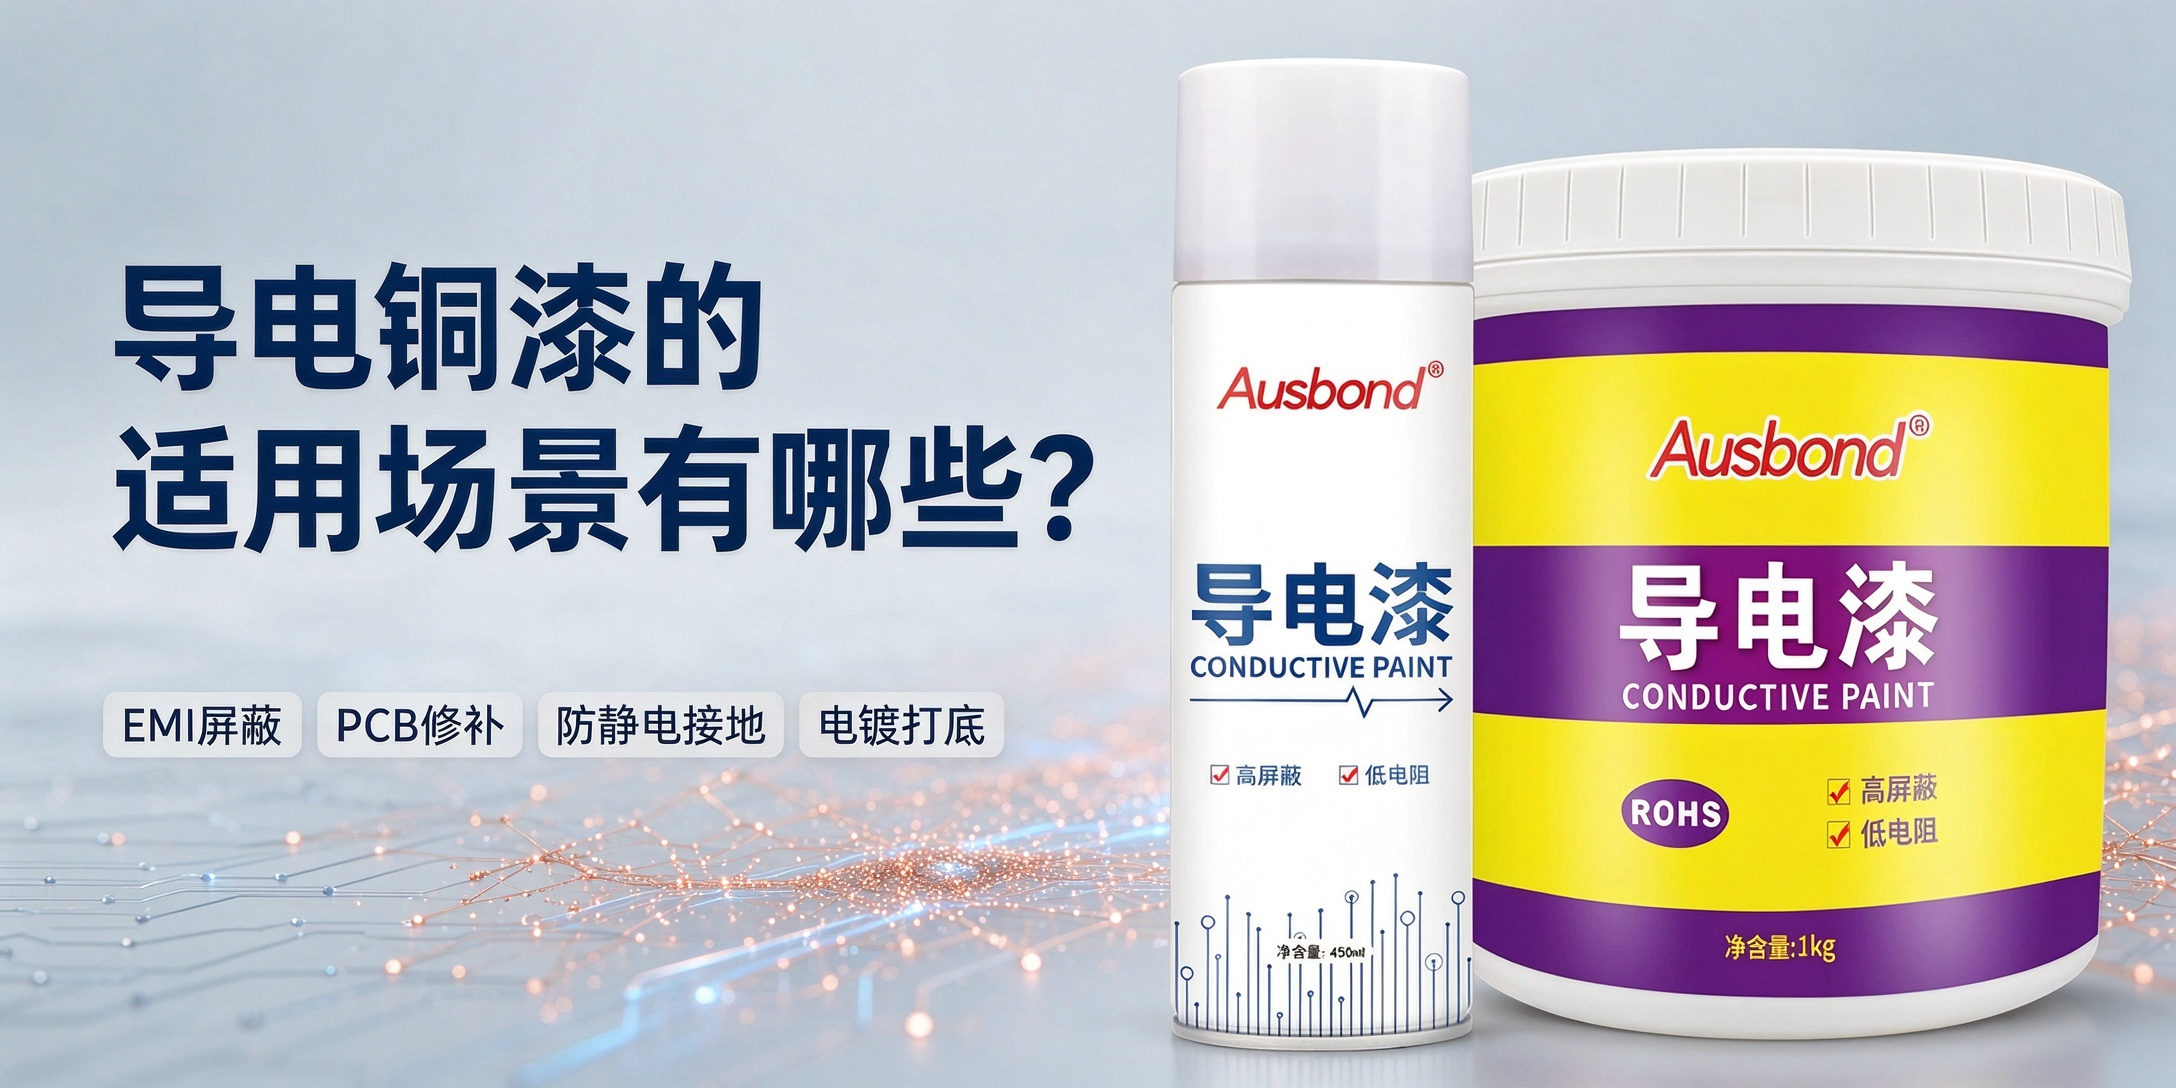 导电铜漆的
适用场景有哪些?
EMI屏蔽 PCB修补 防静电接地 电镀打底
Ausbond®
导电漆
CONDUCTIVE PAINT
高屏蔽 低电阻
净含量: 450ml
Ausbond®
导电漆
CONDUCTIVE PAINT
ROHS
高屏蔽
低电阻
净含量:1kg